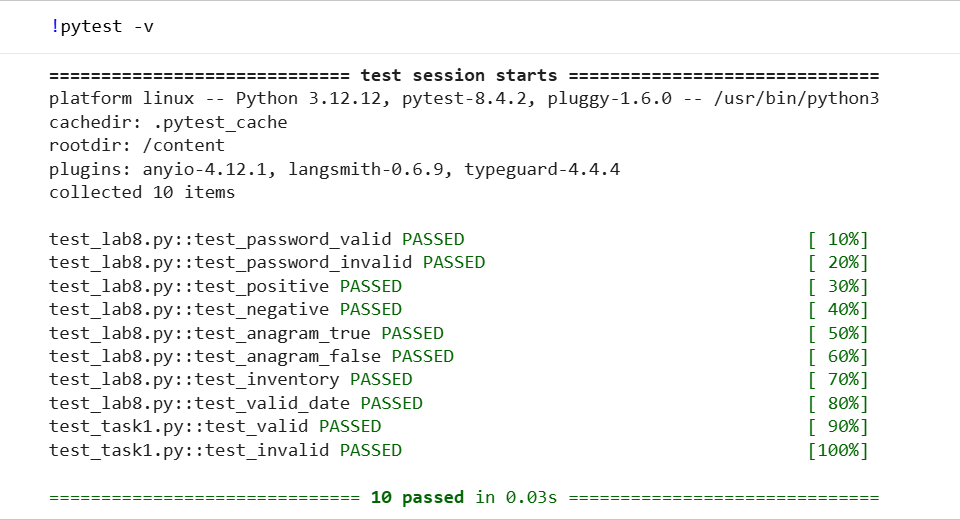 !pytest -v
============================= test session starts ==============================
platform linux -- Python 3.12.12, pytest-8.4.2, pluggy-1.6.0 -- /usr/bin/python3
cachedir: .pytest_cache
rootdir: /content
plugins: anyio-4.12.1, langsmith-0.6.9, typeguard-4.4.4
collected 10 items
test_lab8.py::test_password_valid PASSED [ 10%]
test_lab8.py::test_password_invalid PASSED [ 20%]
test_lab8.py::test_positive PASSED [ 30%]
test_lab8.py::test_negative PASSED [ 40%]
test_lab8.py::test_anagram_true PASSED [ 50%]
test_lab8.py::test_anagram_false PASSED [ 60%]
test_lab8.py::test_inventory PASSED [ 70%]
test_lab8.py::test_valid_date PASSED [ 80%]
test_task1.py::test_valid PASSED [ 90%]
test_task1.py::test_invalid PASSED [100%]
============================== 10 passed in 0.03s ==============================